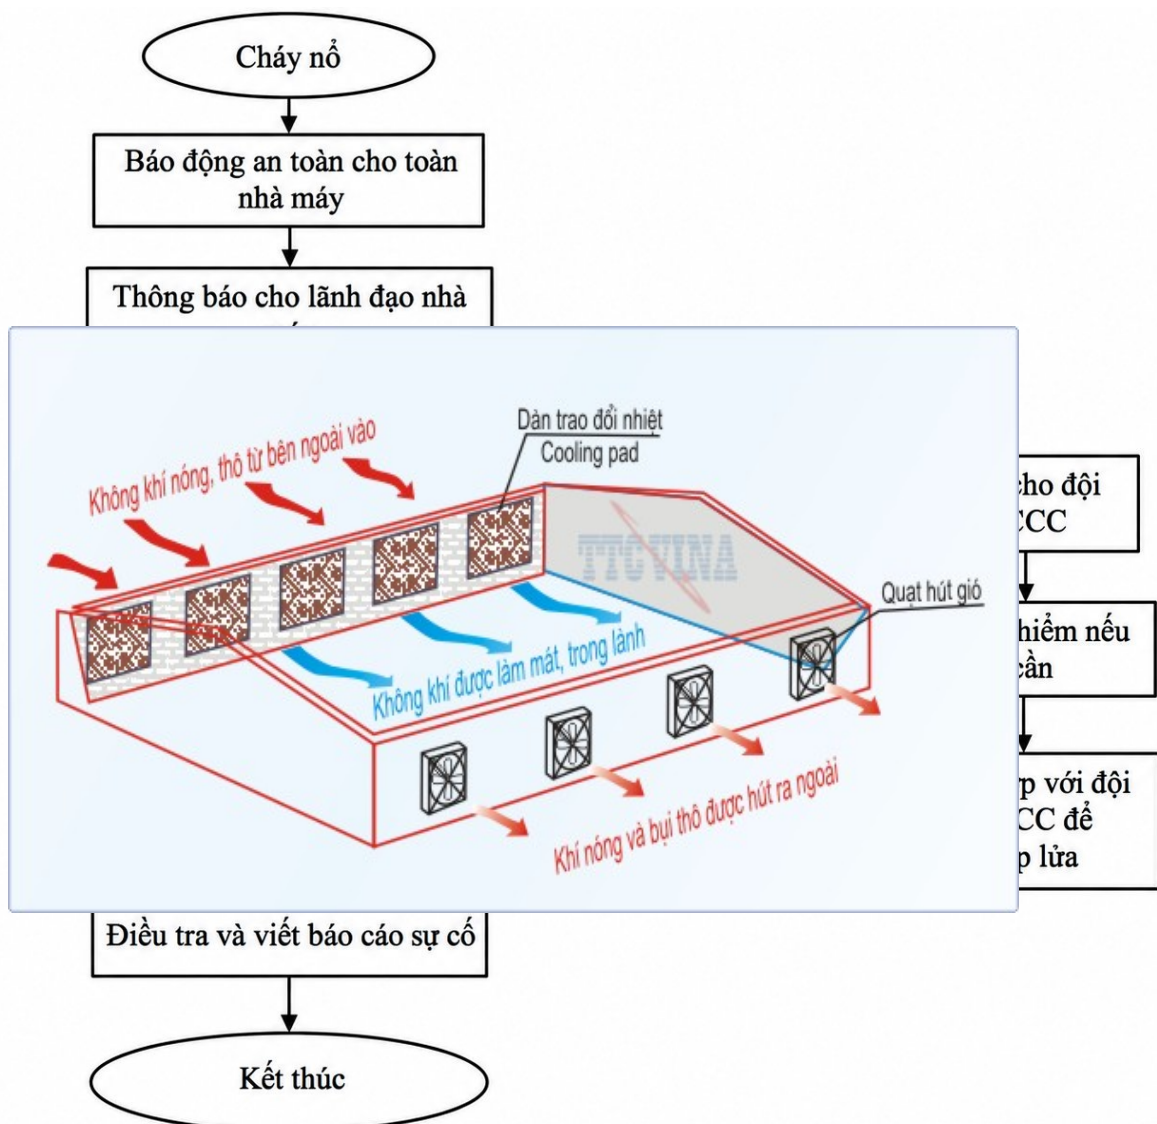 Cháy nổ
Báo động an toàn cho toàn
nhà máy
Thông báo cho lãnh đạo nhà
Dàn trao đổi nhiệt
Cooling pad
Không khí nóng, thô từ bên ngoài vào
TTCVINA
Quạt hút gió
Không khí được làm mát, trong lành
Khí nóng và bụi thô được hút ra ngoài
cho đội
CCC
hiểm nếu
cần
với đội
CC để
lửa
Điều tra và viết báo cáo sự cố
Kết thúc